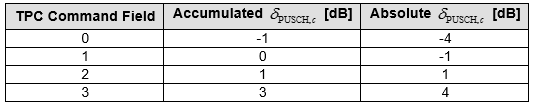 TPC Command Field Accumulated δPUSCH,c [dB] Absolute δPUSCH,c [dB]
0 -1 -4
1 0 -1
2 1 1
3 3 4